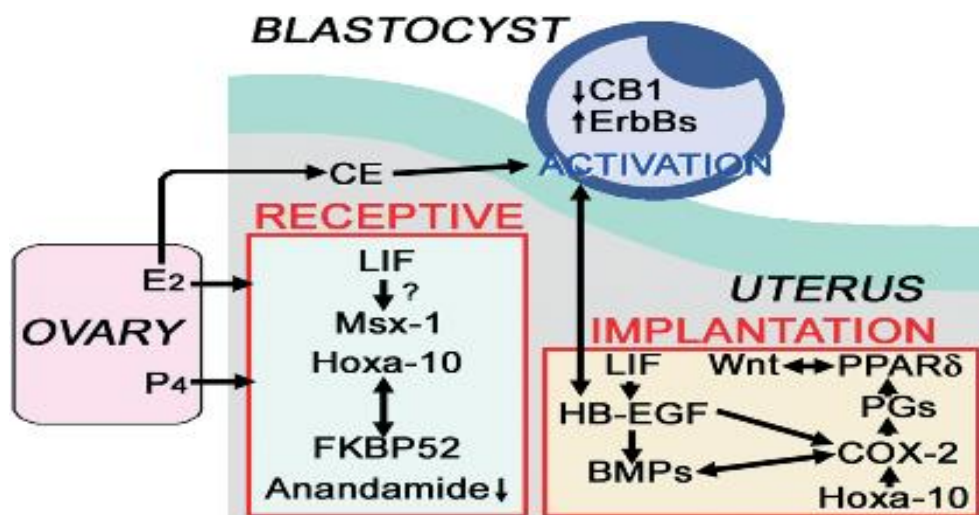 BLASTOCYST
↓CB1
↑ErbBs
ACTIVATION
CE
RECEPTIVE
E2
OVARY
P4
LIF
?
Msx-1
Hoxa-10
FKBP52
Anandamide↓
UTERUS
IMPLANTATION
LIF
Wnt PPARδ
HB-EGF
PGs
BMPs
COX-2
Hoxa-10